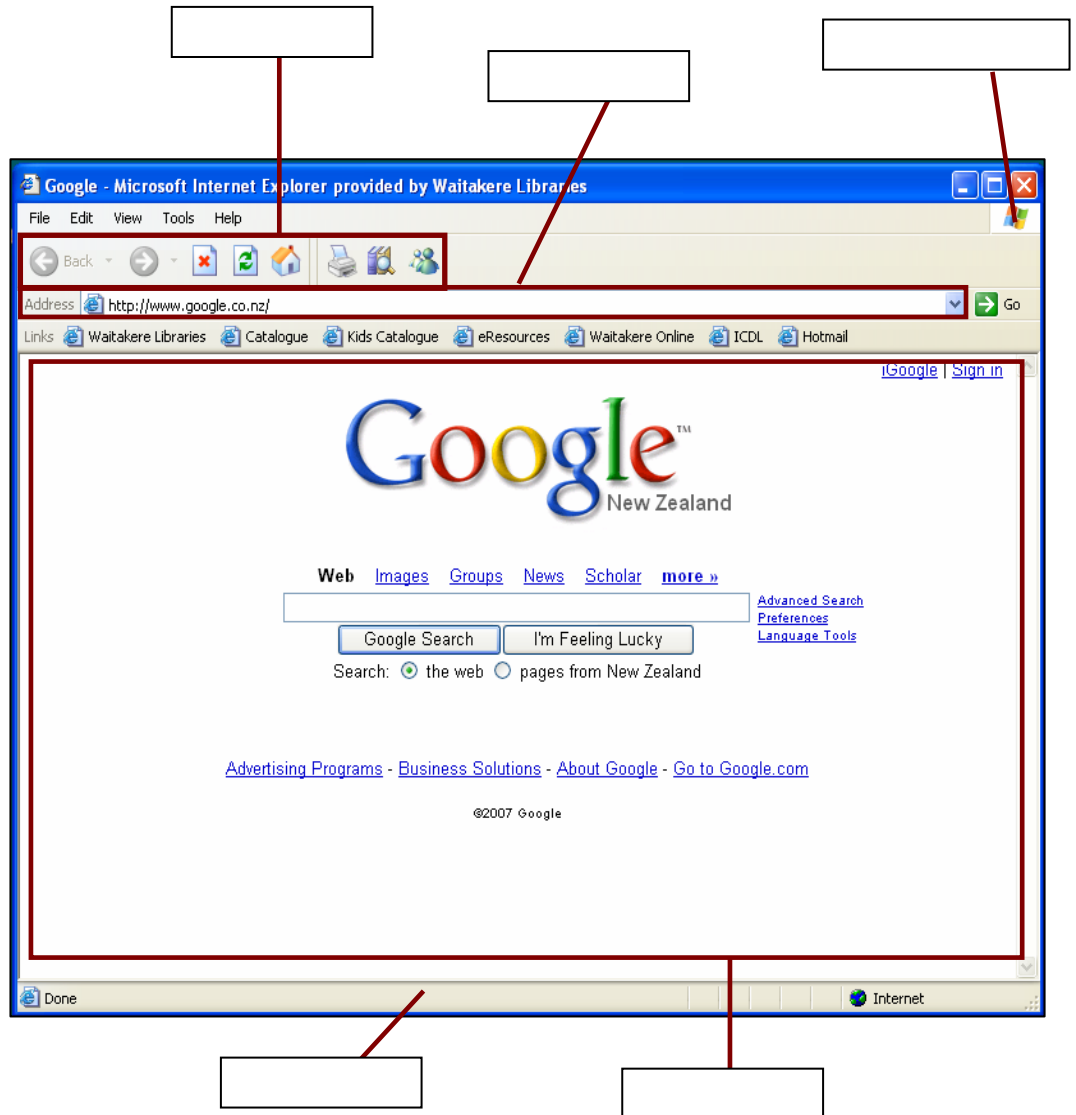 Google - Microsoft Internet Explorer provided by Waitakere Libraries
File Edit View Tools Help
Back
Address http://www.google.co.nz/ Go
Links Waitakere Libraries Catalogue Kids Catalogue eResources Waitakere Online ICDL Hotmail
iGoogle | Sign in
Google™
New Zealand
Web Images Groups News Scholar more »
Advanced Search
Preferences
Language Tools
Google Search I'm Feeling Lucky
Search: the web pages from New Zealand
Advertising Programs - Business Solutions - About Google - Go to Google.com
©2007 Google
Done Internet